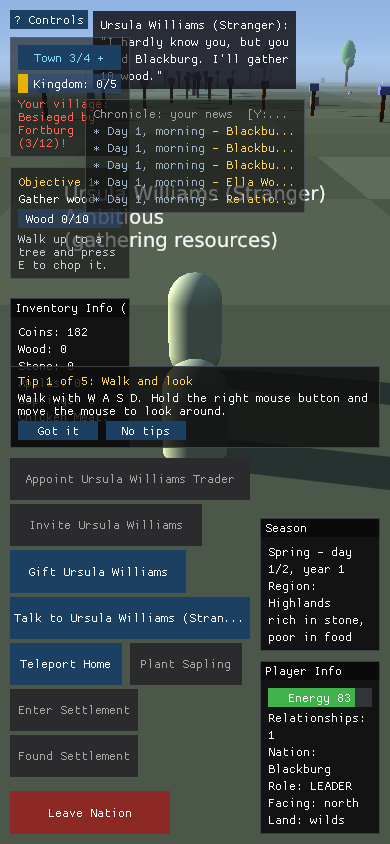 ? Controls
Ursula Williams (Stranger):
hardly know you, but you
d Blackburg. I'll gather
wood."
Town 3/4 +
Kingdom: 0/5
Your village:
Besieged by
Fortburg
(3/12)!
Chronicle: your news [Y:...
* Day 1, morning – Blackbu...
* Day 1, morning – Blackbu...
* Day 1, morning – Blackbu...
* Day 1, morning – Ella Wo...
* Day 1, morning – Relatio...
Ursula Williams (Stranger)
(gathering resources)
Objective
Gather wood
Wood 0/10
Walk up to a
tree and press
E to chop it.
Inventory Info (
Coins: 182
Wood: 0
Stone: 0
Tip 1 of 5: Walk and look
Walk with W A S D. Hold the right mouse button and
move the mouse to look around.
Got it
No tips
Appoint Ursula Williams Trader
Invite Ursula Williams
Gift Ursula Williams
Talk to Ursula Williams (Stran...
Teleport Home
Plant Sapling
Enter Settlement
Found Settlement
Leave Nation
Season
Spring – day
1/2, year 1
Region:
Highlands
rich in stone,
poor in food
Player Info
Energy 83
Relationships:
1
Nation:
Blackburg
Role: LEADER
Facing: north
Land: wilds